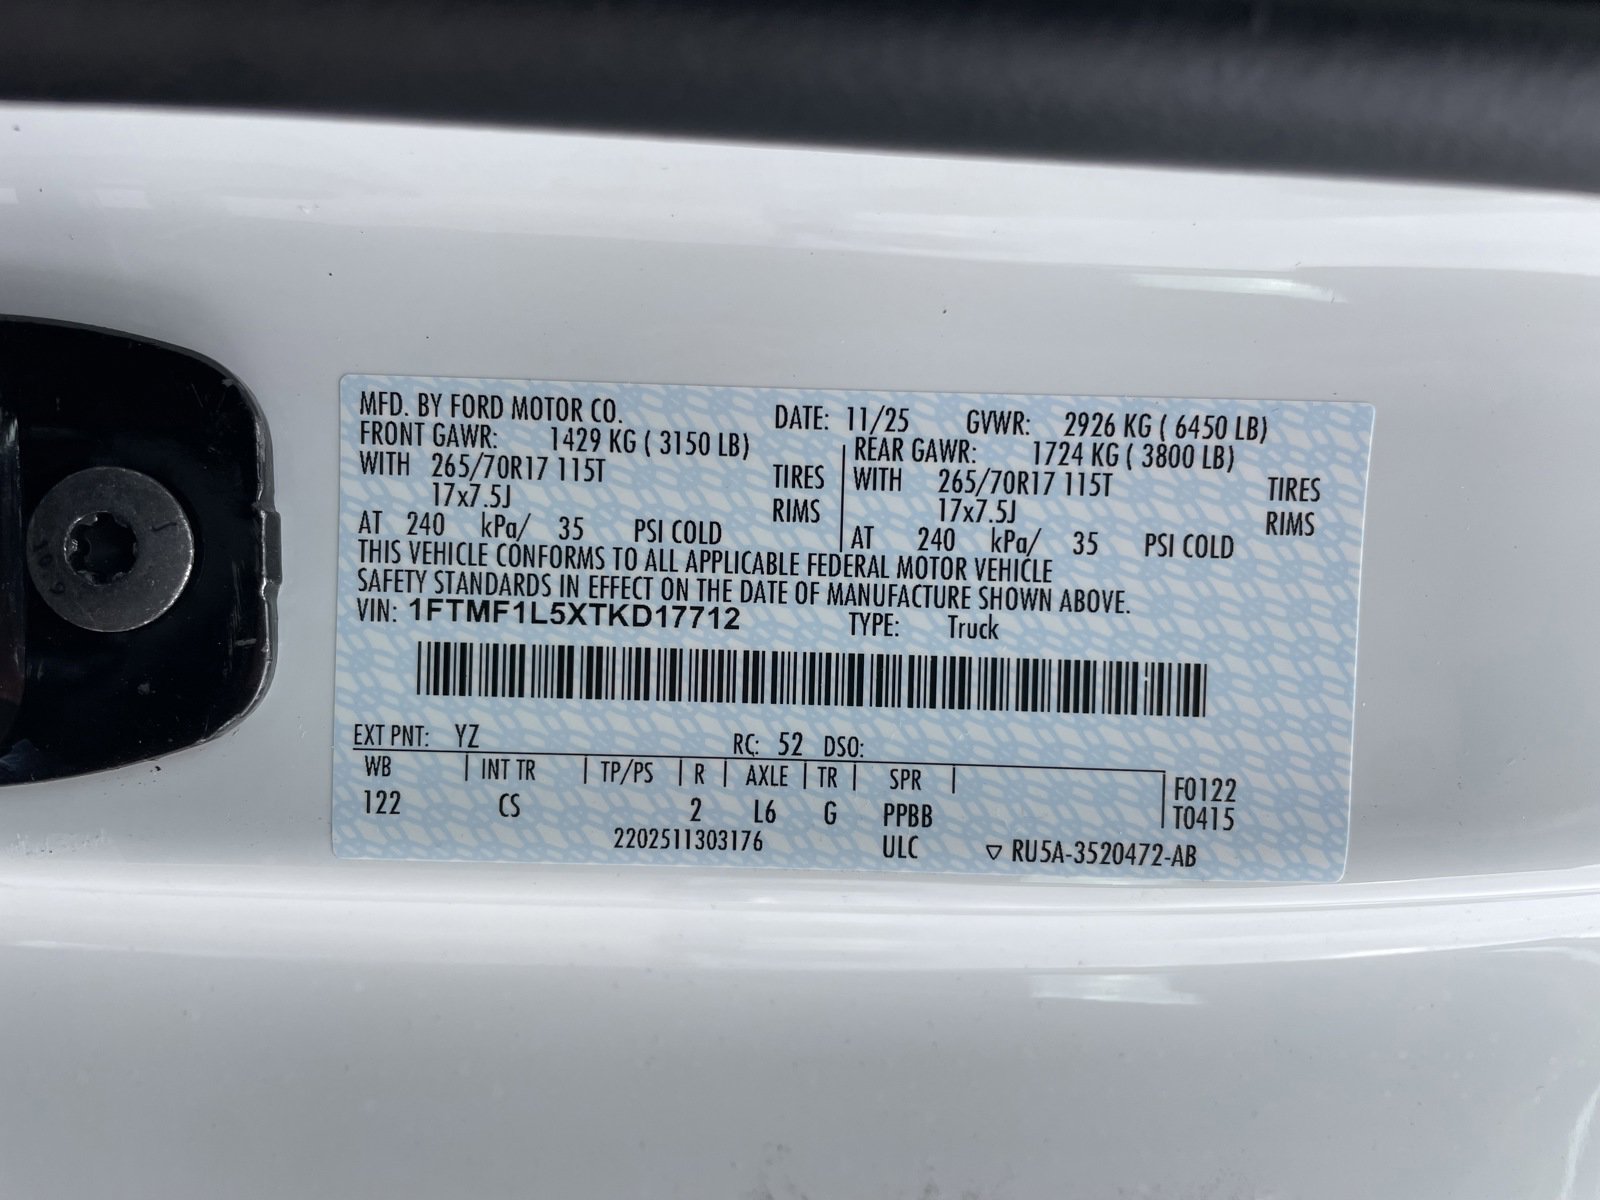 MFD. BY FORD MOTOR CO. DATE: 11/25 GVWR: 2926 KG ( 6450 LB)
FRONT GAWR: 1429 KG ( 3150 LB) REAR GAWR: 1724 KG ( 3800 LB)
WITH 265/70R17 115T TIRES WITH 265/70R17 115T TIRES
17x7.5J RIMS 17x7.5J RIMS
AT 240 kPa/ 35 PSI COLD AT 240 kPa/ 35 PSI COLD
THIS VEHICLE CONFORMS TO ALL APPLICABLE FEDERAL MOTOR VEHICLE
SAFETY STANDARDS IN EFFECT ON THE DATE OF MANUFACTURE SHOWN ABOVE.
VIN: 1FTMF1L5XTKD17712 TYPE: Truck
EXT PNT: YZ RC: 52 DSO:
WB INT TR TP/PS R AXLE TR SPR F0122
122 CS 2 L6 G PPBB T0415
2202511303176 ULC ▽ RU5A-3520472-AB
10.9